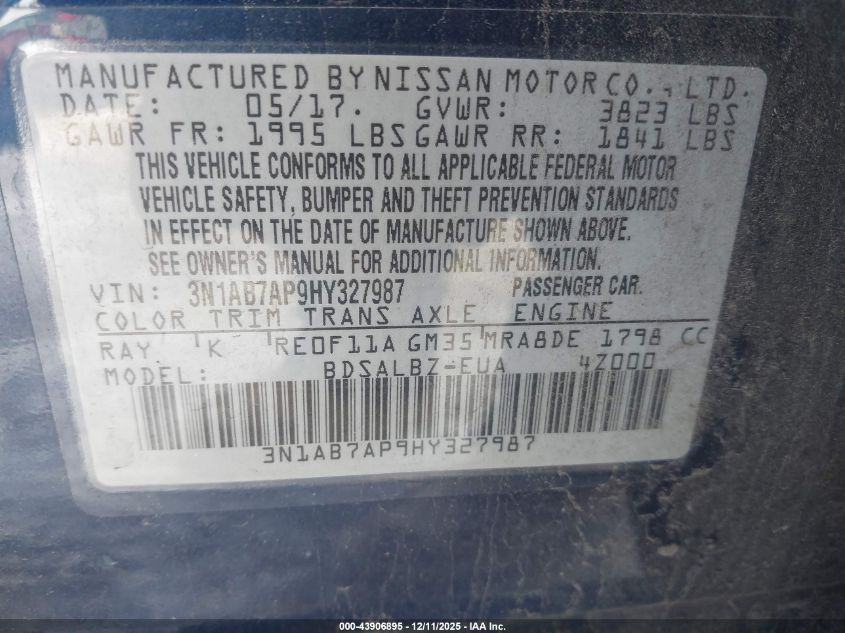 MANUFACTURED BY NISSAN MOTOR CO., LTD.
DATE: 05/17. GVWR: 3823 LBS
GAWR FR: 1995 LBS GAWR RR: 1841 LBS
THIS VEHICLE CONFORMS TO ALL APPLICABLE FEDERAL MOTOR
VEHICLE SAFETY, BUMPER AND THEFT PREVENTION STANDARDS
IN EFFECT ON THE DATE OF MANUFACTURE SHOWN ABOVE.
SEE OWNER'S MANUAL FOR ADDITIONAL INFORMATION.
VIN: 3N1AB7AP9HY327987 PASSENGER CAR.
COLOR TRIM TRANS AXLE ENGINE
RAY K RE0F11A GM35 MRA8DE 1798 CC
MODEL: BDSALBZ-EUA 4Z000
3N1AB7AP9HY327987
000-43906895 - 12/11/2025 - IAA Inc.